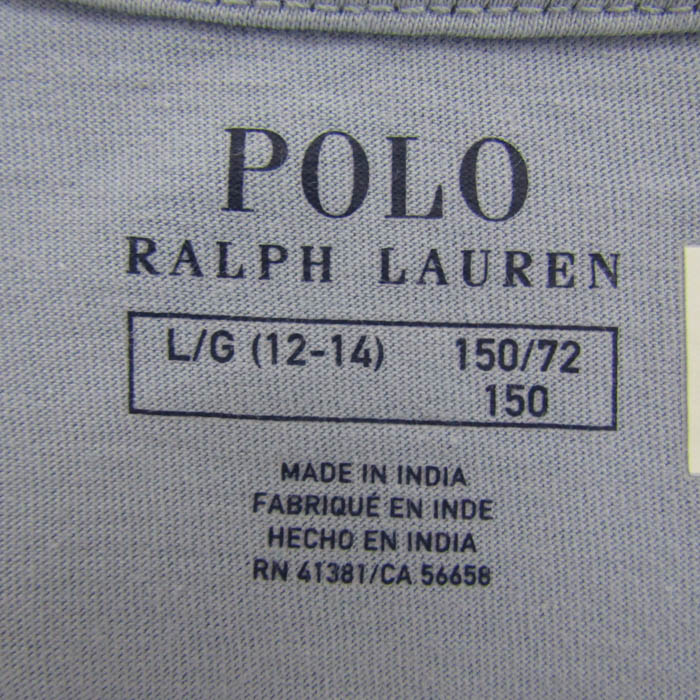 POLO
RALPH LAUREN
L/G (12-14) 150/72
150
MADE IN INDIA
FABRIQUÉ EN INDE
HECHO EN INDIA
RN 41381/CA 56658